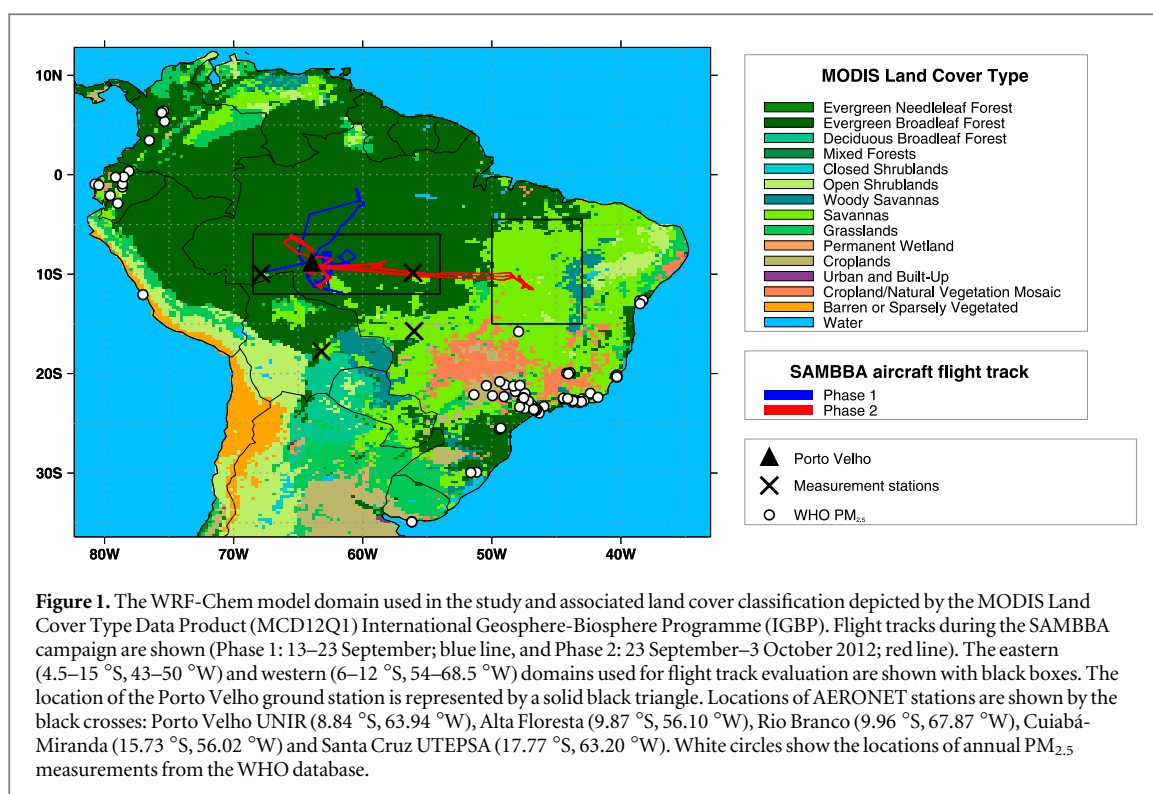 10N
0
10S
20S
30S
80W
70W
60W
50W
40W
MODIS Land Cover Type
Evergreen Needleleaf Forest
Evergreen Broadleaf Forest
Deciduous Broadleaf Forest
Mixed Forests
Closed Shrublands
Open Shrublands
Woody Savannas
Savannas
Grasslands
Permanent Wetland
Croplands
Urban and Built-Up
Cropland/Natural Vegetation Mosaic
Barren or Sparsely Vegetated
Water
SAMBBA aircraft flight track
Phase 1
Phase 2
Porto Velho
Measurement stations
WHO PM2.5
Figure 1. The WRF-Chem model domain used in the study and associated land cover classification depicted by the MODIS Land
Cover Type Data Product (MCD12Q1) International Geosphere-Biosphere Programme (IGBP). Flight tracks during the SAMBBA
campaign are shown (Phase 1: 13–23 September; blue line, and Phase 2: 23 September–3 October 2012; red line). The eastern
(4.5–15 °S, 43–50 °W) and western (6–12 °S, 54–68.5 °W) domains used for flight track evaluation are shown with black boxes. The
location of the Porto Velho ground station is represented by a solid black triangle. Locations of AERONET stations are shown by the
black crosses: Porto Velho UNIR (8.84 °S, 63.94 °W), Alta Floresta (9.87 °S, 56.10 °W), Rio Branco (9.96 °S, 67.87 °W), Cuiabá-
Miranda (15.73 °S, 56.02 °W) and Santa Cruz UTEPSA (17.77 °S, 63.20 °W). White circles show the locations of annual PM2.5
measurements from the WHO database.